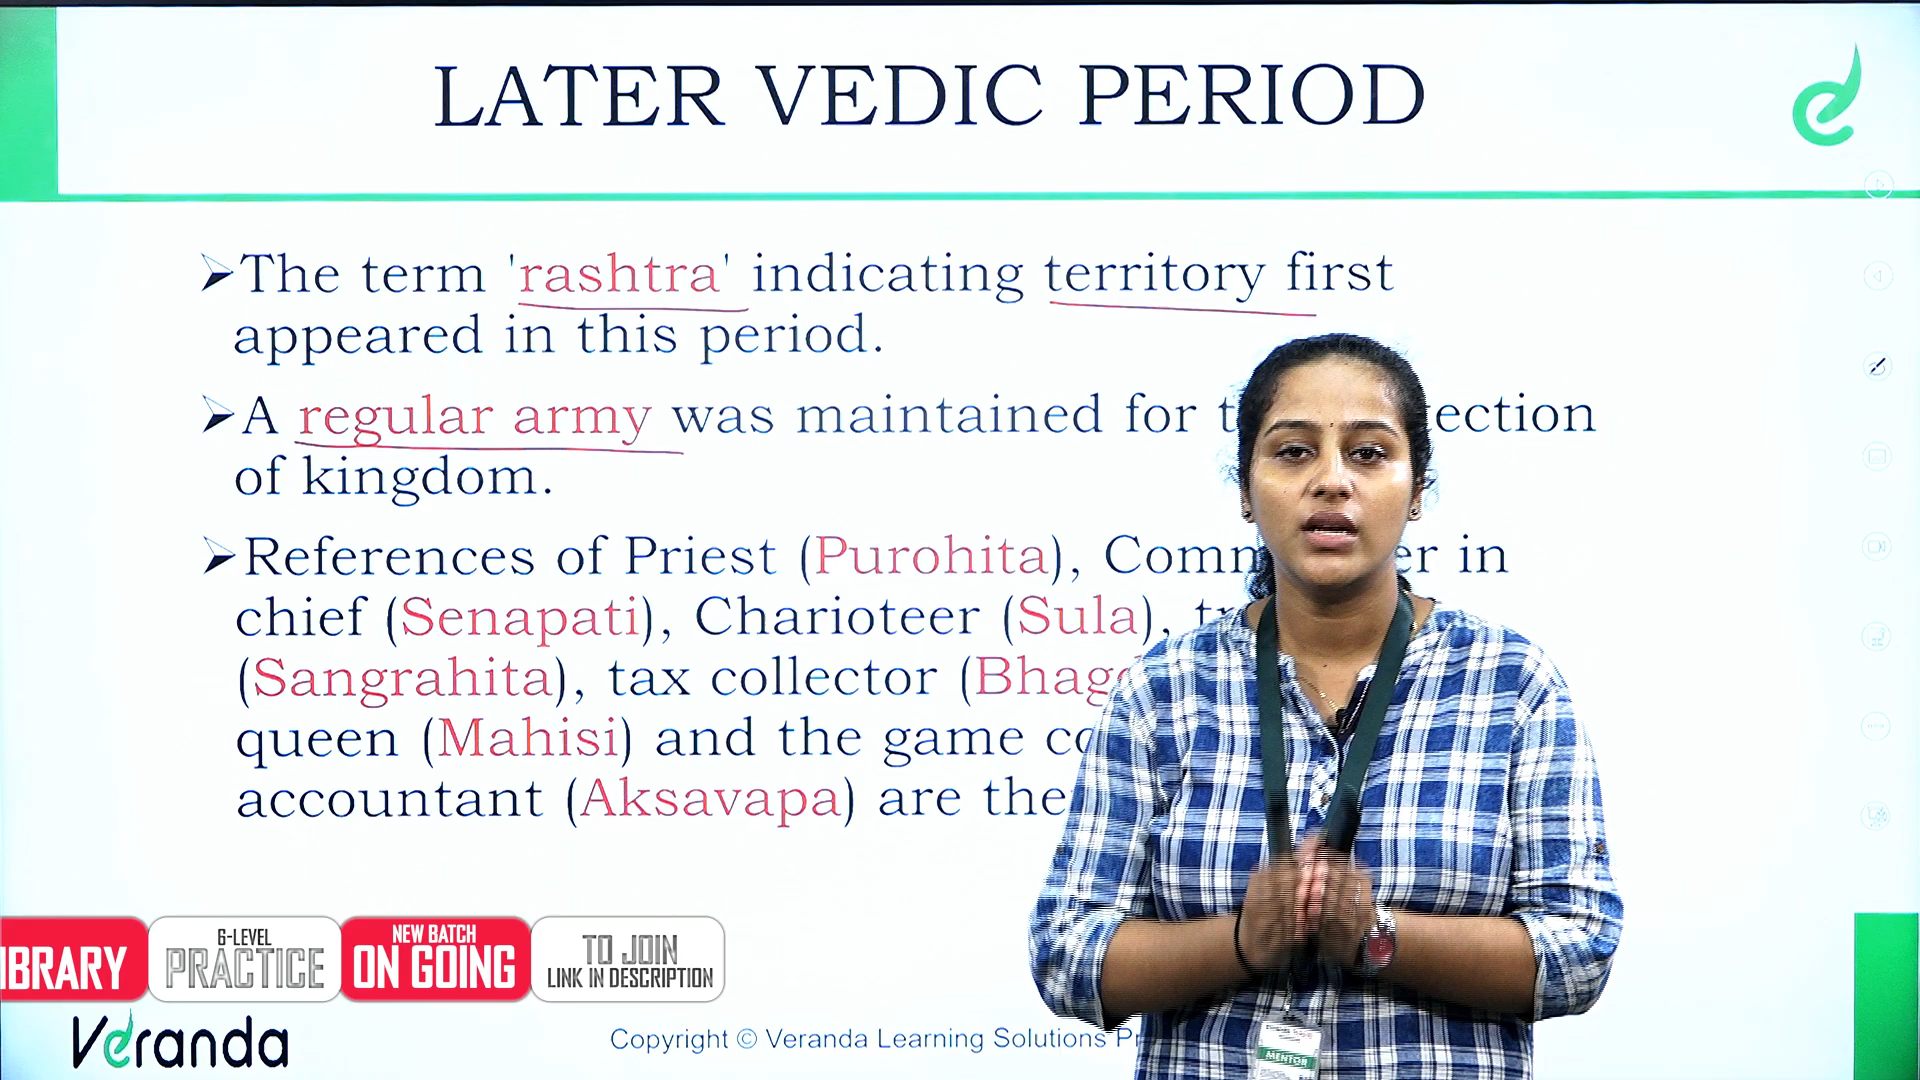 LATER VEDIC PERIOD
➢The term 'rashtra' indicating territory first
appeared in this period.
➢A regular army was maintained for t ection
of kingdom.
➢References of Priest (Purohita), Comm er in
chief (Senapati), Charioteer (Sula),
(Sangrahita), tax collector (Bhag
queen (Mahisi) and the game
accountant (Aksavapa) are
IBRARY
6-LEVEL
PRACTICE
NEW BATCH
ON GOING
TO JOIN
LINK IN DESCRIPTION
Veranda
Copyright © Veranda Learning Solutions
MENTOR